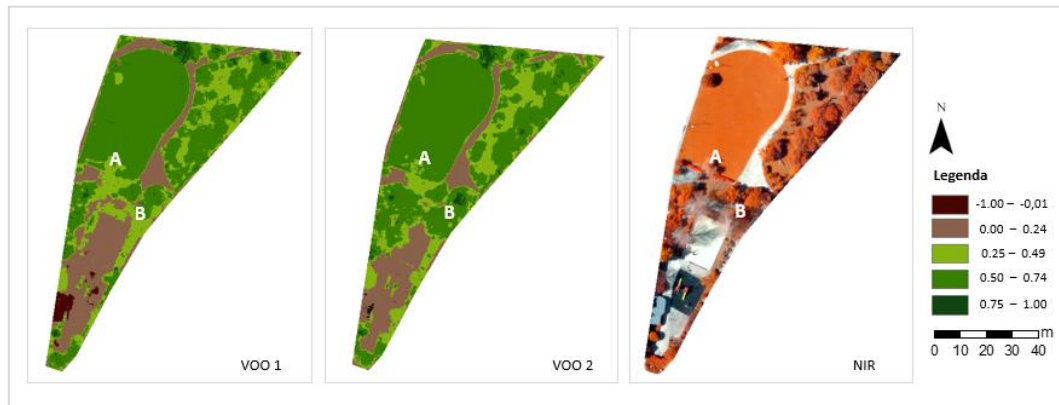 A
B
VOO 1
A
B
VOO 2
A
B
NIR
N
Legenda
-1.00 – -0,01
0.00 – 0.24
0.25 – 0.49
0.50 – 0.74
0.75 – 1.00
m
0 10 20 30 40